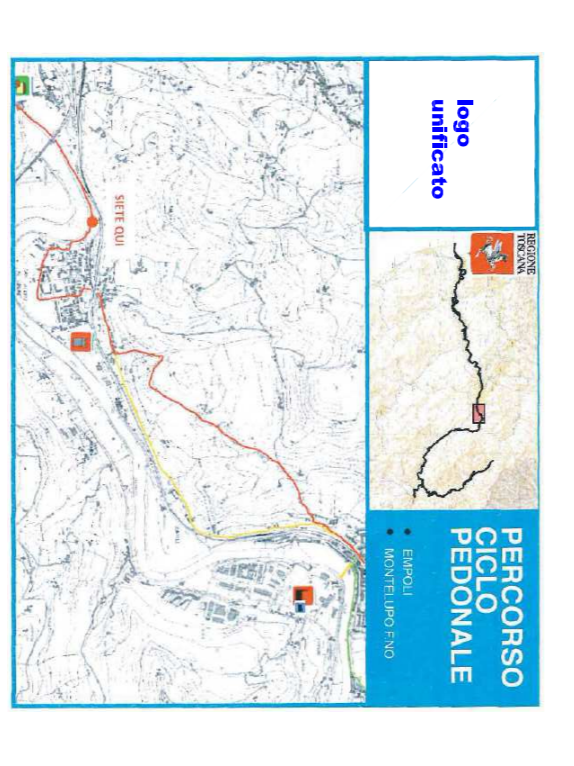 logo
unificato
REGIONE
TOSCANA
PERCORSO
CICLO
PEDONALE
• EMPOLI
• MONTELUPO F.NO
SIETE QUI